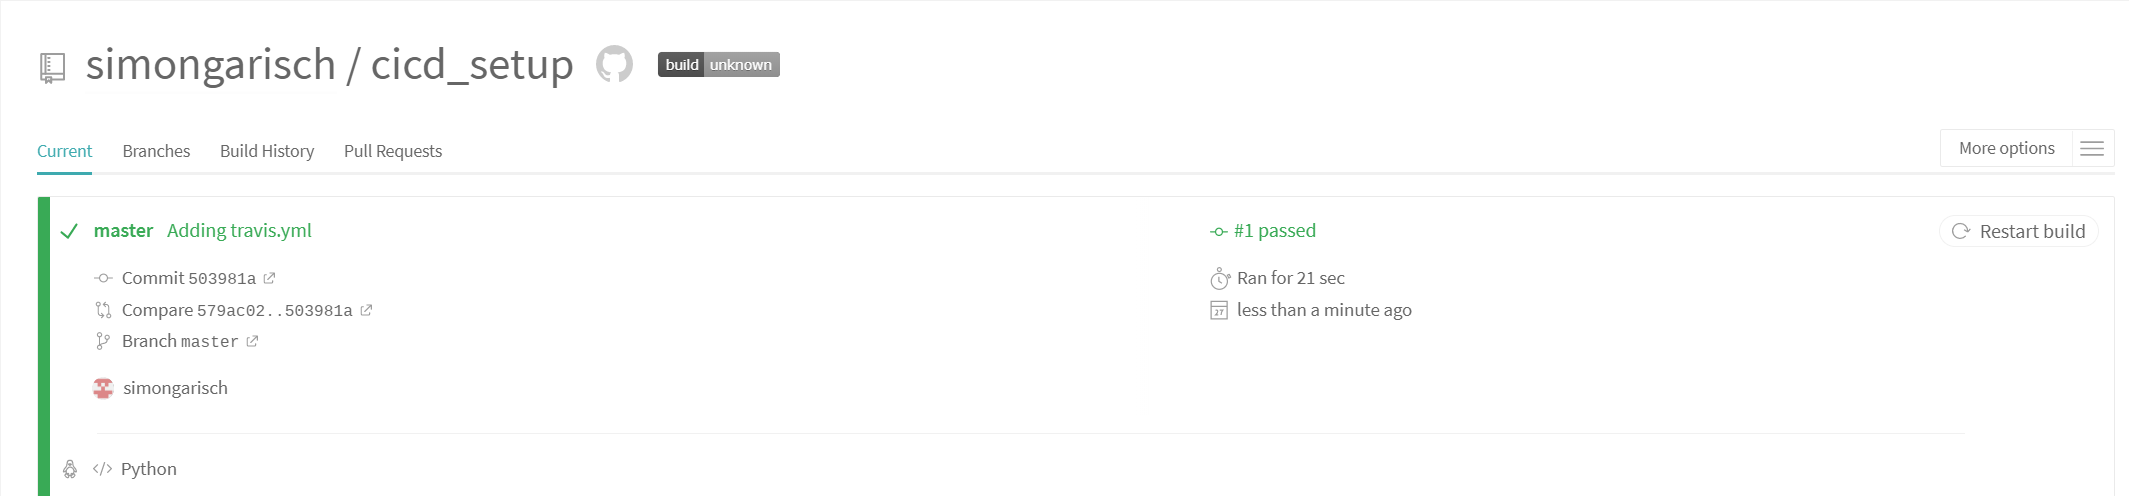 simongarisch / cicd_setup build unknown
Current Branches Build History Pull Requests More options
master Adding travis.yml #1 passed Restart build
Commit 503981a Ran for 21 sec
Compare 579ac02..503981a less than a minute ago
Branch master
simongarisch
</> Python